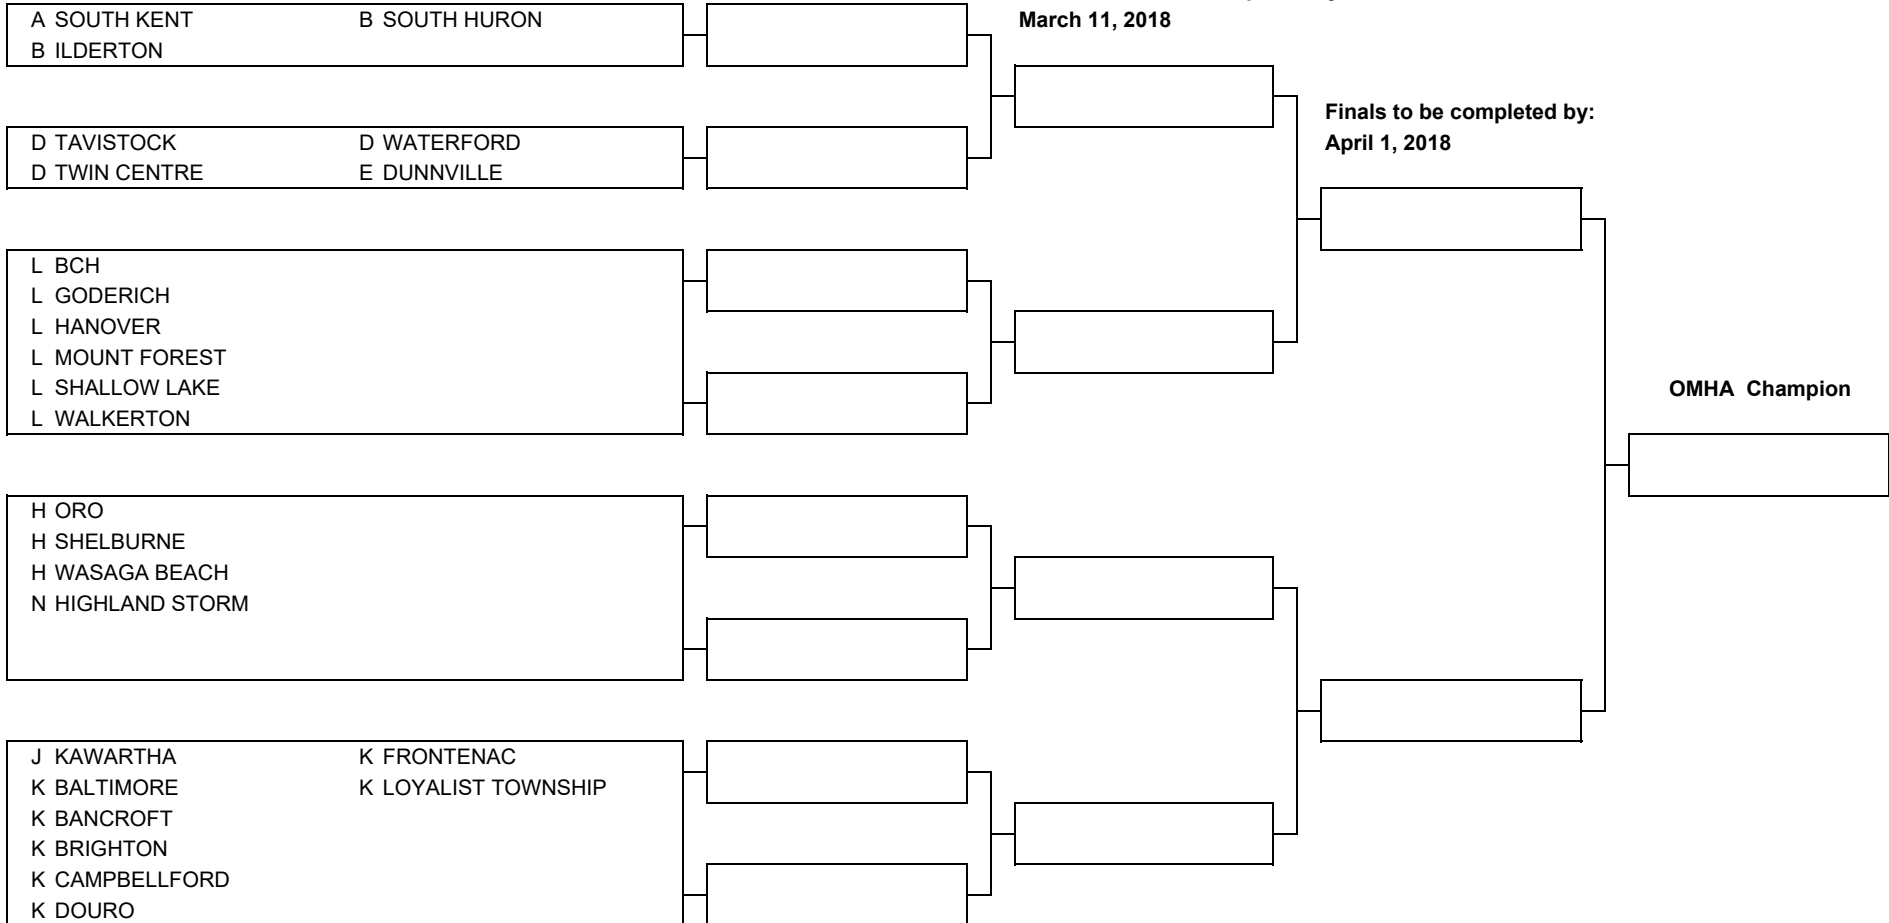 A SOUTH KENT B SOUTH HURON
B ILDERTON
March 11, 2018
D TAVISTOCK D WATERFORD
D TWIN CENTRE E DUNNVILLE
Finals to be completed by:
April 1, 2018
L BCH
L GODERICH
L HANOVER
L MOUNT FOREST
L SHALLOW LAKE
L WALKERTON
OMHA Champion
H ORO
H SHELBURNE
H WASAGA BEACH
N HIGHLAND STORM
J KAWARTHA K FRONTENAC
K BALTIMORE K LOYALIST TOWNSHIP
K BANCROFT
K BRIGHTON
K CAMPBELLFORD
K DOURO